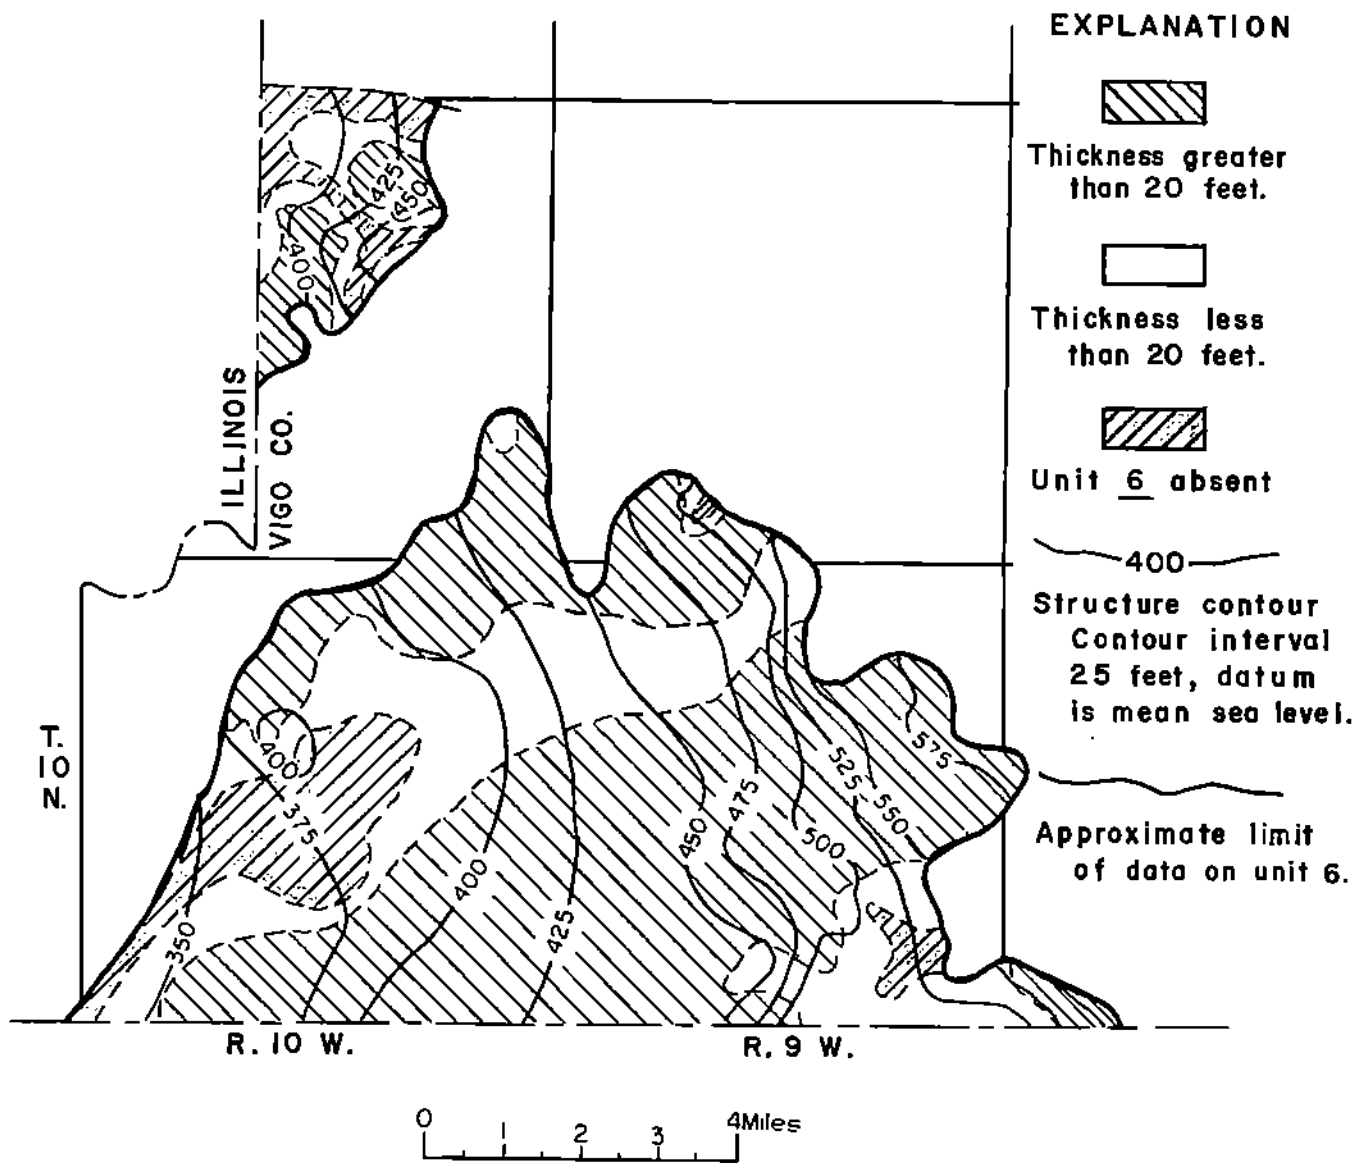 EXPLANATION
Thickness greater
than 20 feet.
Thickness less
than 20 feet.
Unit 6 absent
400
Structure contour
Contour interval
25 feet, datum
is mean sea level.
Approximate limit
of data on unit 6.
ILLINOIS
VIGO CO.
425
450
400
T.
10
N.
400
375
350
400
425
450
475
500
525
550
575
R. 10 W.
R. 9 W.
0 1 2 3 4 Miles